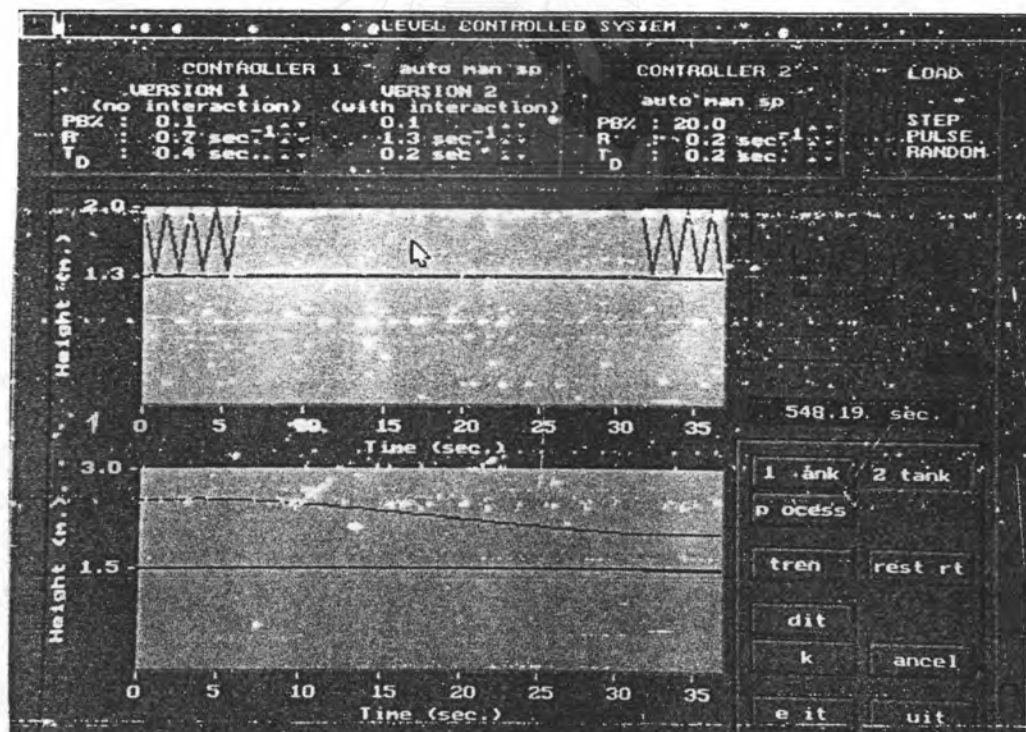 LEVEL CONTROLLED SYSTEM
CONTROLLER 1 auto man sp
VERSION 1 VERSION 2
(no interaction) (with interaction)
PB% : 0.1 0.1
R : 0.7 sec.-1 1.3 sec.-1
TD : 0.4 sec. 0.2 sec
CONTROLLER 2
auto man sp
PB% : 20.0
R : 0.2 sec.-1
TD : 0.2 sec
LOAD
STEP
PULSE
RANDOM
2.0
1.3
Height (m.)
0 5 10 15 20 25 30 35
Time (sec.)
548.19 sec.
3.0
1.5
Height (m.)
0 5 10 15 20 25 30 35
Time (sec.)
1 ank 2 tank
p ocess
tren rest rt
dit
k ancel
e it uit